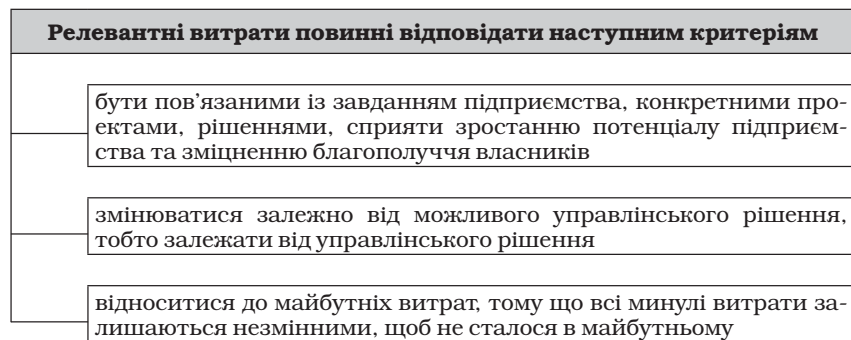 Релевантні витрати повинні відповідати наступним критеріям
бути пов’язаними із завданням підприємства, конкретними про-
ектами, рішеннями, сприяти зростанню потенціалу підприєм-
ства та зміцненню благополуччя власників
змінюватися залежно від можливого управлінського рішення,
тобто залежати від управлінського рішення
відноситися до майбутніх витрат, тому що всі минулі витрати за-
лишаються незмінними, щоб не сталося в майбутньому